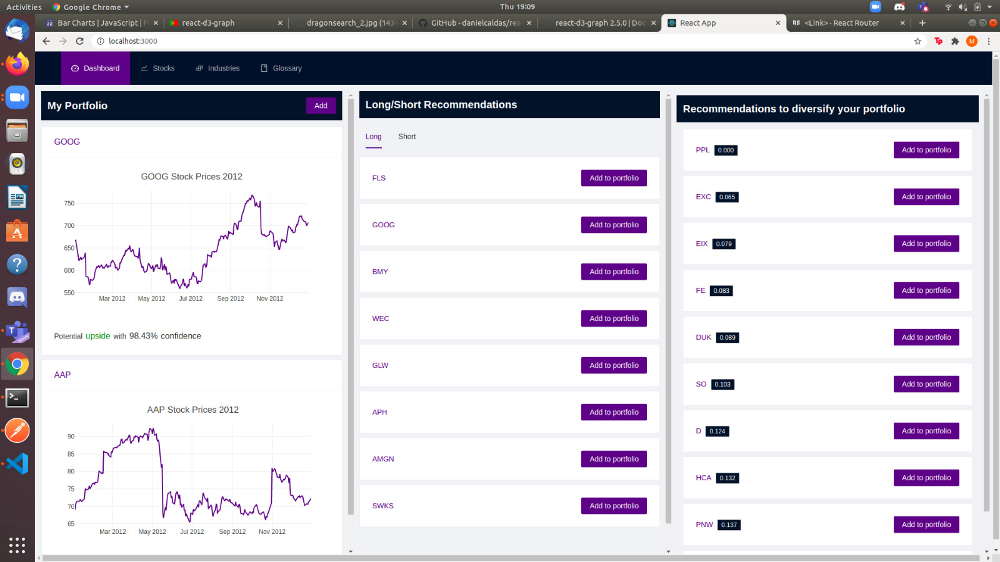 Activities
Google Chrome
Thu 19:09
Bar Charts | JavaScript | P
react-d3-graph
dragonsearch_2.jpg (1434
GitHub - danielcaldas/rea
react-d3-graph 2.5.0 | Doc
React App
<Link> · React Router
localhost:3000
Tp
M
Dashboard
Stocks
Industries
Glossary
My Portfolio
Add
GOOG
GOOG Stock Prices 2012
750
700
650
600
550
Mar 2012
May 2012
Jul 2012
Sep 2012
Nov 2012
Potential upside with 98.43% confidence
AAP
AAP Stock Prices 2012
90
85
80
75
70
65
Mar 2012
May 2012
Jul 2012
Sep 2012
Nov 2012
Long/Short Recommendations
Long
Short
FLS
Add to portfolio
GOOG
Add to portfolio
BMY
Add to portfolio
WEC
Add to portfolio
GLW
Add to portfolio
APH
Add to portfolio
AMGN
Add to portfolio
SWKS
Add to portfolio
Recommendations to diversify your portfolio
PPL 0.000
Add to portfolio
EXC 0.065
Add to portfolio
EIX 0.079
Add to portfolio
FE 0.083
Add to portfolio
DUK 0.089
Add to portfolio
SO 0.103
Add to portfolio
D 0.124
Add to portfolio
HCA 0.132
Add to portfolio
PNW 0.137
Add to portfolio